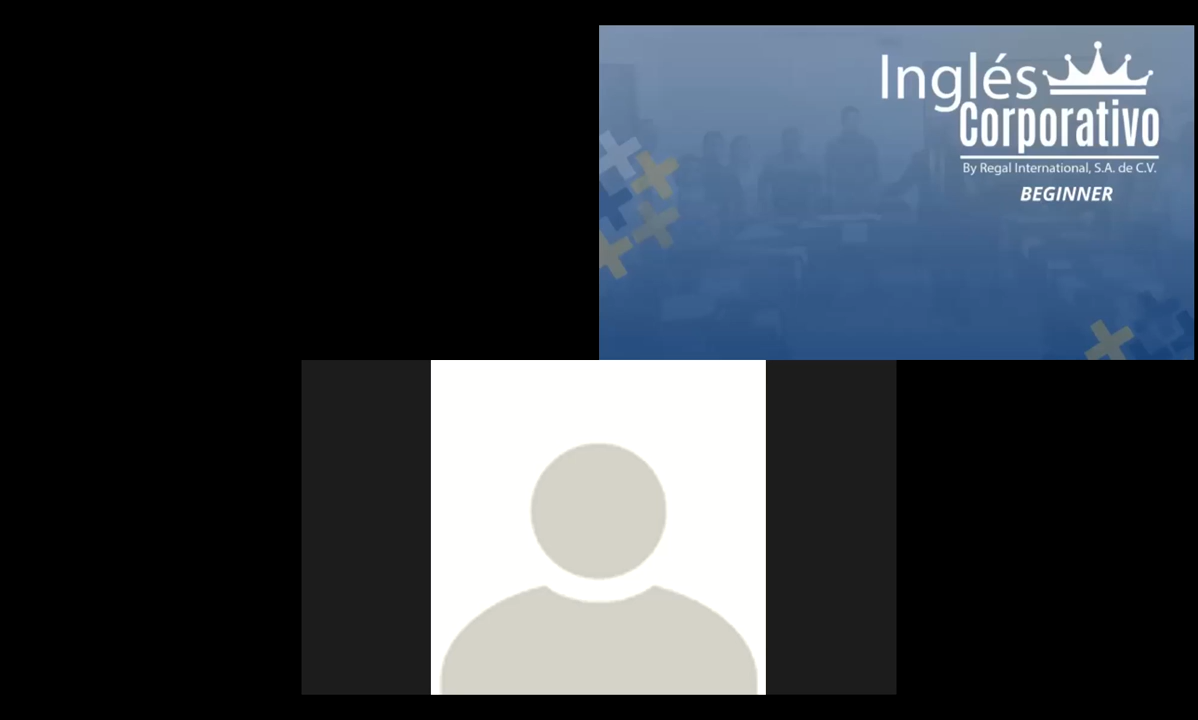 Inglés
Corporativo
By Regal International, S.A. de C.V.
BEGINNER